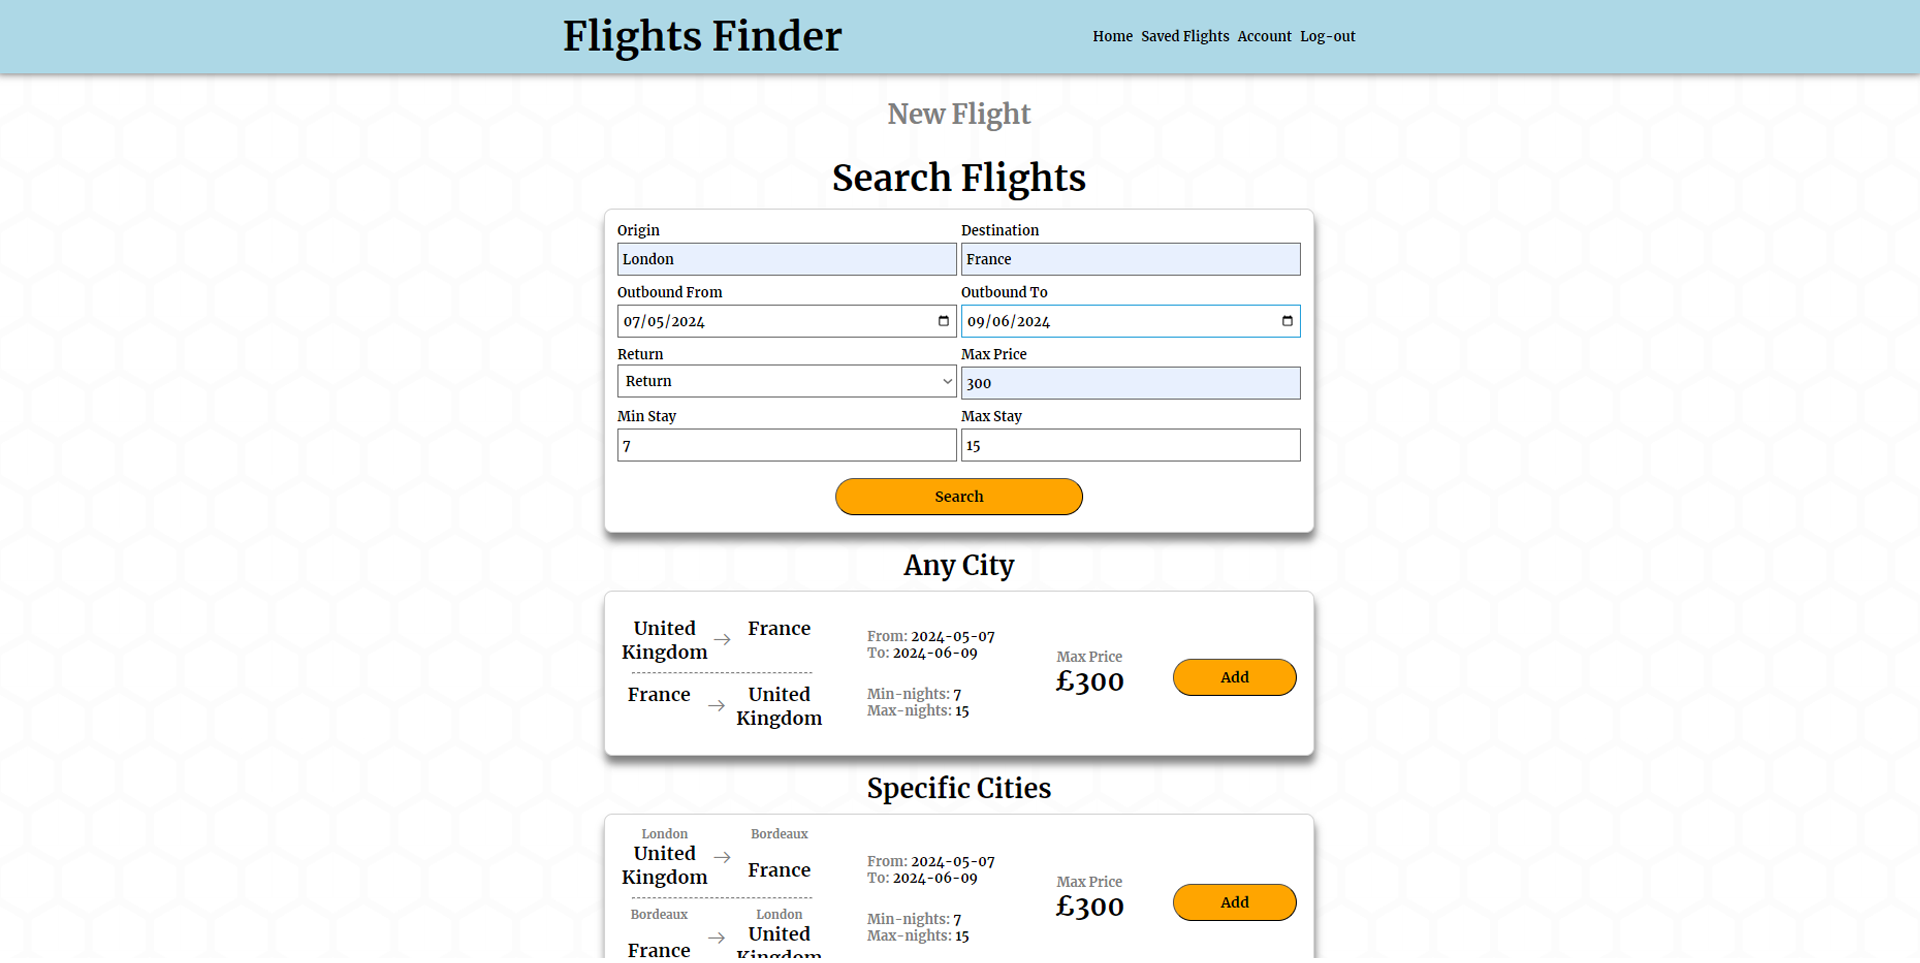 Flights Finder
Home Saved Flights Account Log-out
New Flight
Search Flights
Origin
Destination
London
France
Outbound From
Outbound To
07/05/2024
09/06/2024
Return
Max Price
Return
300
Min Stay
Max Stay
7
15
Search
Any City
United
Kingdom
France
France
United
Kingdom
From: 2024-05-07
To: 2024-06-09
Min-nights: 7
Max-nights: 15
Max Price
£300
Add
Specific Cities
London
United
Kingdom
Bordeaux
France
Bordeaux
France
London
United
Kingdom
From: 2024-05-07
To: 2024-06-09
Min-nights: 7
Max-nights: 15
Max Price
£300
Add